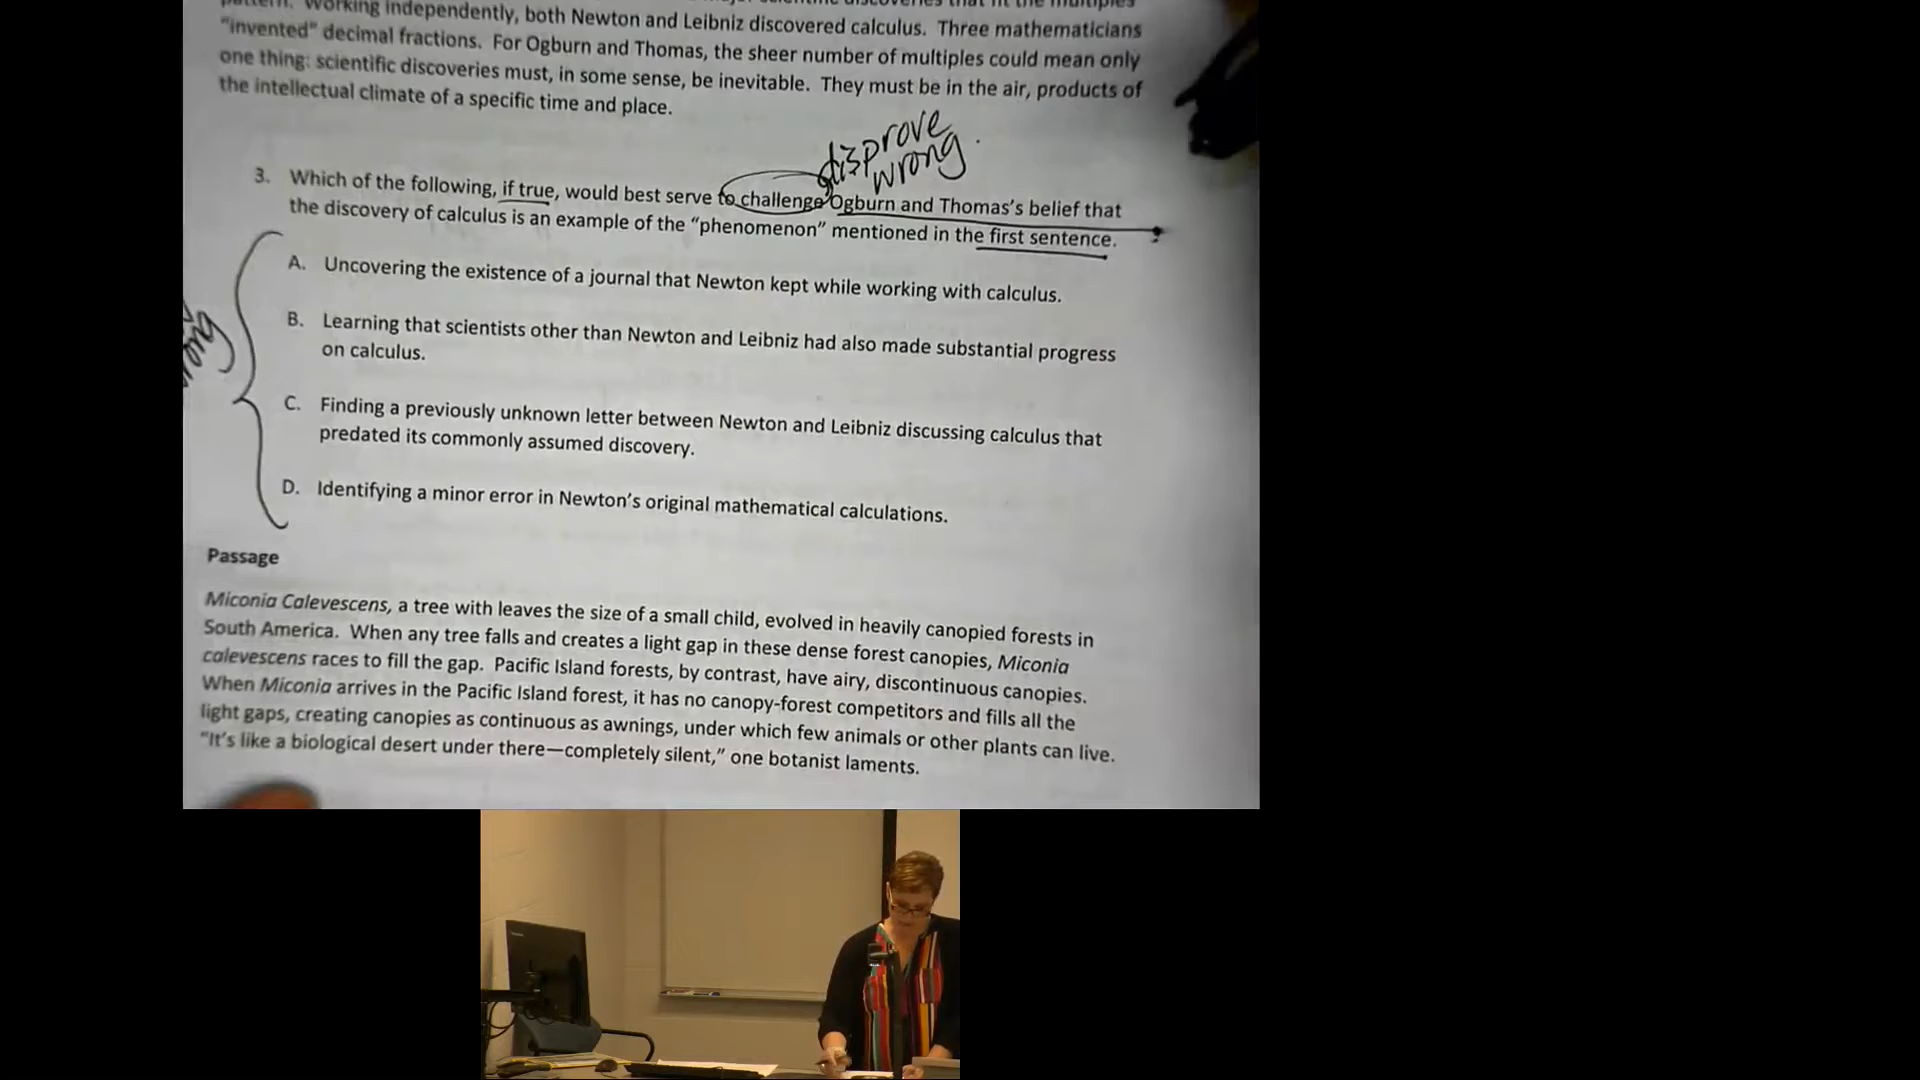 pattern. Working independently, both Newton and Leibniz discovered calculus. Three mathematicians
“invented” decimal fractions. For Ogburn and Thomas, the sheer number of multiples could mean only
one thing: scientific discoveries must, in some sense, be inevitable. They must be in the air, products of
the intellectual climate of a specific time and place.
disprove
wrong
3. Which of the following, if true, would best serve to challenge Ogburn and Thomas’s belief that
the discovery of calculus is an example of the “phenomenon” mentioned in the first sentence.
A. Uncovering the existence of a journal that Newton kept while working with calculus.
B. Learning that scientists other than Newton and Leibniz had also made substantial progress
on calculus.
C. Finding a previously unknown letter between Newton and Leibniz discussing calculus that
predated its commonly assumed discovery.
D. Identifying a minor error in Newton’s original mathematical calculations.
Passage
Miconia Calevescens, a tree with leaves the size of a small child, evolved in heavily canopied forests in
South America. When any tree falls and creates a light gap in these dense forest canopies, Miconia
calevescens races to fill the gap. Pacific Island forests, by contrast, have airy, discontinuous canopies.
When Miconia arrives in the Pacific Island forest, it has no canopy-forest competitors and fills all the
light gaps, creating canopies as continuous as awnings, under which few animals or other plants can live.
“It’s like a biological desert under there—completely silent,” one botanist laments.